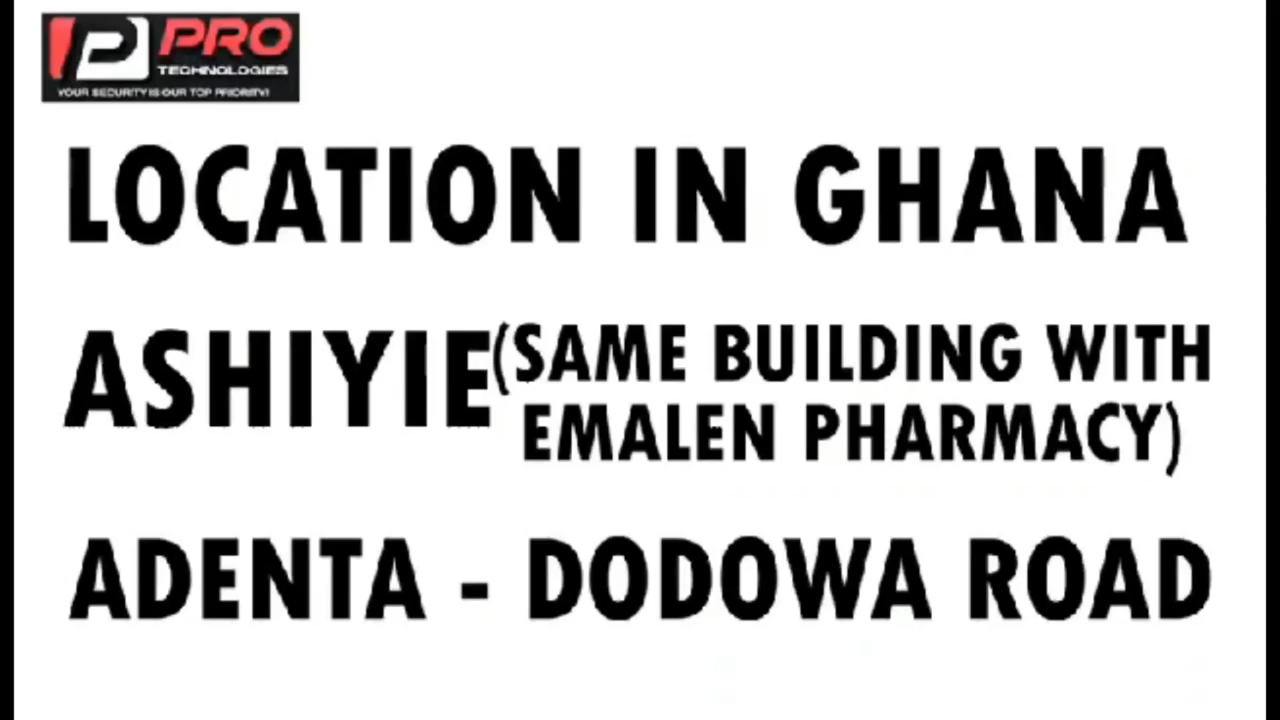 PRO
TECHNOLOGIES
YOUR SECURITY IS OUR TOP PRIORITY!
LOCATION IN GHANA
ASHIYIE (SAME BUILDING WITH
EMALEN PHARMACY)
ADENTA - DODOWA ROAD